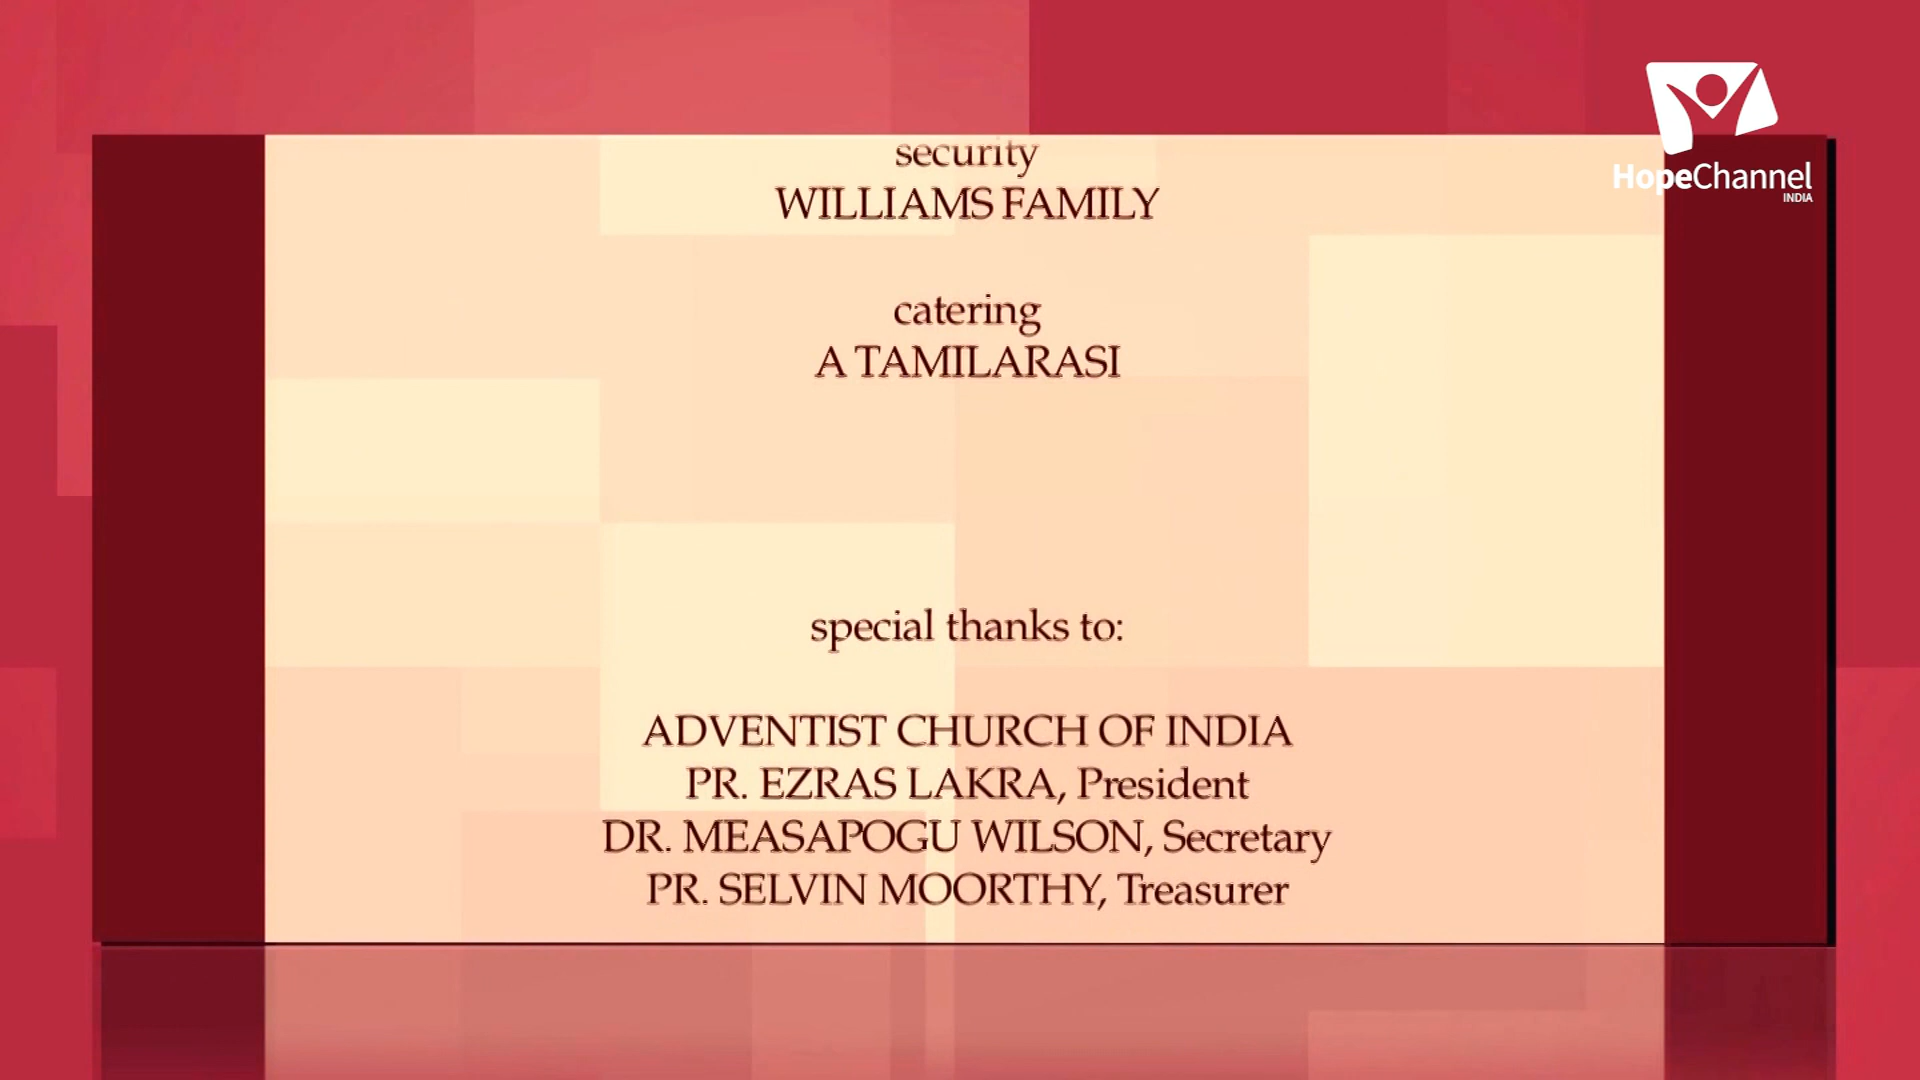 security
WILLIAMS FAMILY
catering
A TAMILARASI
special thanks to:
ADVENTIST CHURCH OF INDIA
PR. EZRAS LAKRA, President
DR. MEASAPOGU WILSON, Secretary
PR. SELVIN MOORTHY, Treasurer
HopeChannel
INDIA